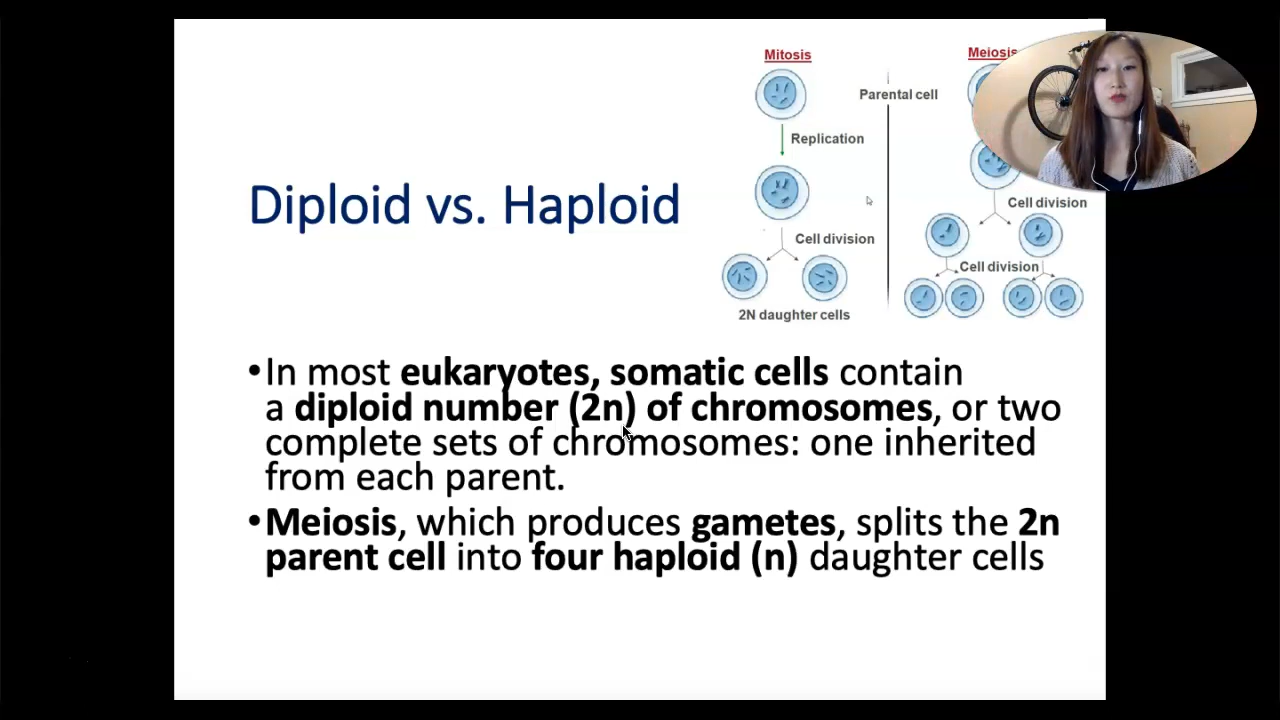 Mitosis
Meiosis
Parental cell
Replication
Cell division
Cell division
Cell division
2N daughter cells
Diploid vs. Haploid
•In most eukaryotes, somatic cells contain
a diploid number (2n) of chromosomes, or two
complete sets of chromosomes: one inherited
from each parent.
•Meiosis, which produces gametes, splits the 2n
parent cell into four haploid (n) daughter cells